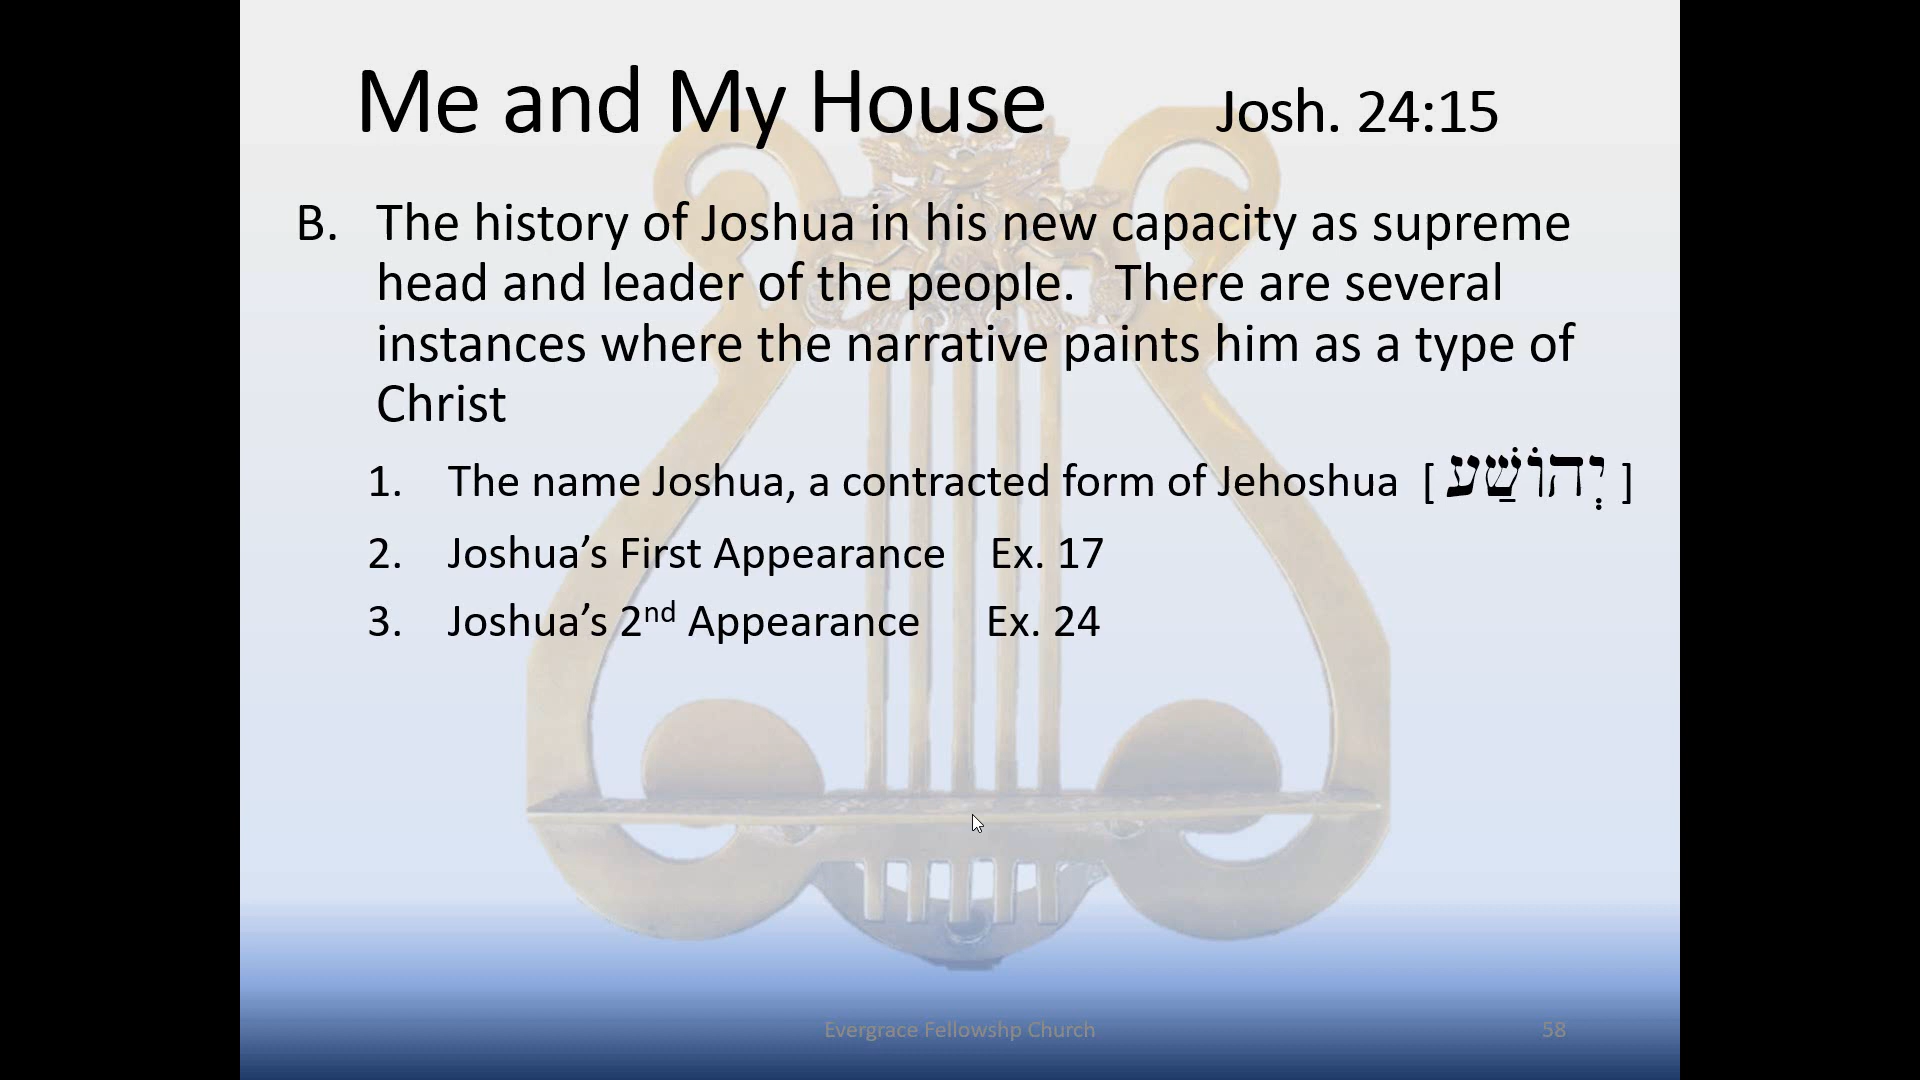 Me and My House Josh. 24:15
B. The history of Joshua in his new capacity as supreme
head and leader of the people. There are several
instances where the narrative paints him as a type of
Christ
1. The name Joshua, a contracted form of Jehoshua [ יְהוֹשַׁע ]
2. Joshua’s First Appearance Ex. 17
3. Joshua’s 2nd Appearance Ex. 24
Evergrace Fellowshp Church 58